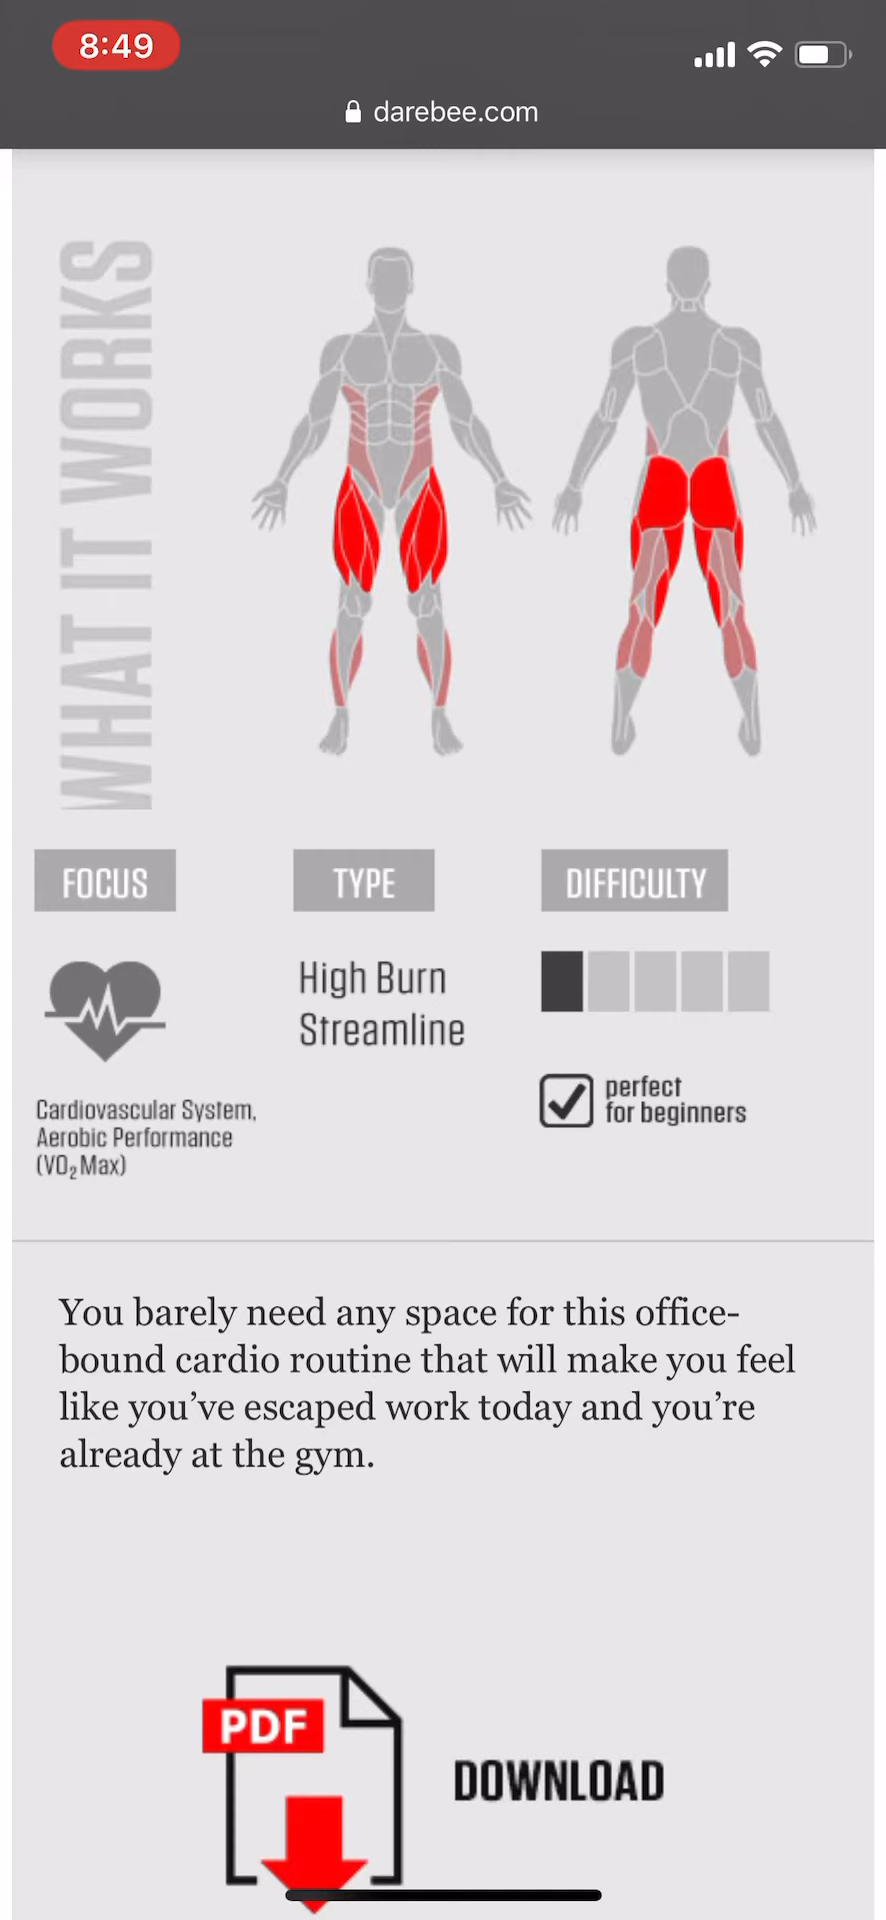 8:49
darebee.com
WHAT IT WORKS
FOCUS
TYPE
DIFFICULTY
High Burn
Streamline
perfect
for beginners
Cardiovascular System,
Aerobic Performance
(VO₂ Max)
You barely need any space for this office-
bound cardio routine that will make you feel
like you’ve escaped work today and you’re
already at the gym.
PDF
DOWNLOAD